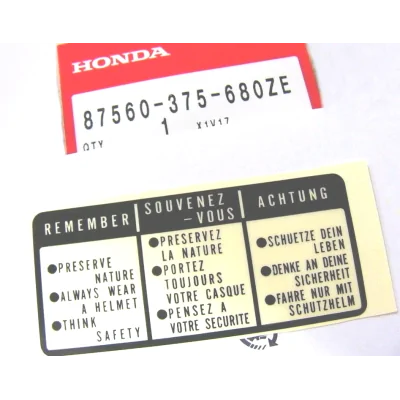 HONDA
87560-375-680ZE
1 X1V17
QTY
REMEMBER
PRESERVE
NATURE
ALWAYS WEAR
A HELMET
THINK
SAFETY
SOUVENEZ
-VOUS
PRESERVEZ
LA NATURE
PORTEZ
TOUJOURS
VOTRE CASQUE
PENSEZ A
VOTRE SECURITE
ACHTUNG
SCHUETZE DEIN
LEBEN
DENKE AN DEINE
SICHERHEIT
FAHRE NUR MIT
SCHUTZHELM